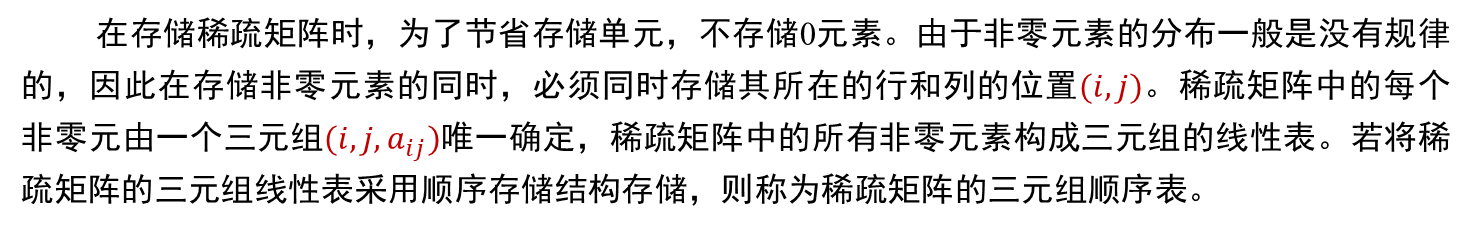 在存储稀疏矩阵时，为了节省存储单元，不存储0元素。由于非零元素的分布一般是没有规律
的，因此在存储非零元素的同时，必须同时存储其所在的行和列的位置(i,j)。稀疏矩阵中的每个
非零元由一个三元组(i,j,a_{ij})唯一确定，稀疏矩阵中的所有非零元素构成三元组的线性表。若将稀
疏矩阵的三元组线性表采用顺序存储结构存储，则称为稀疏矩阵的三元组顺序表。